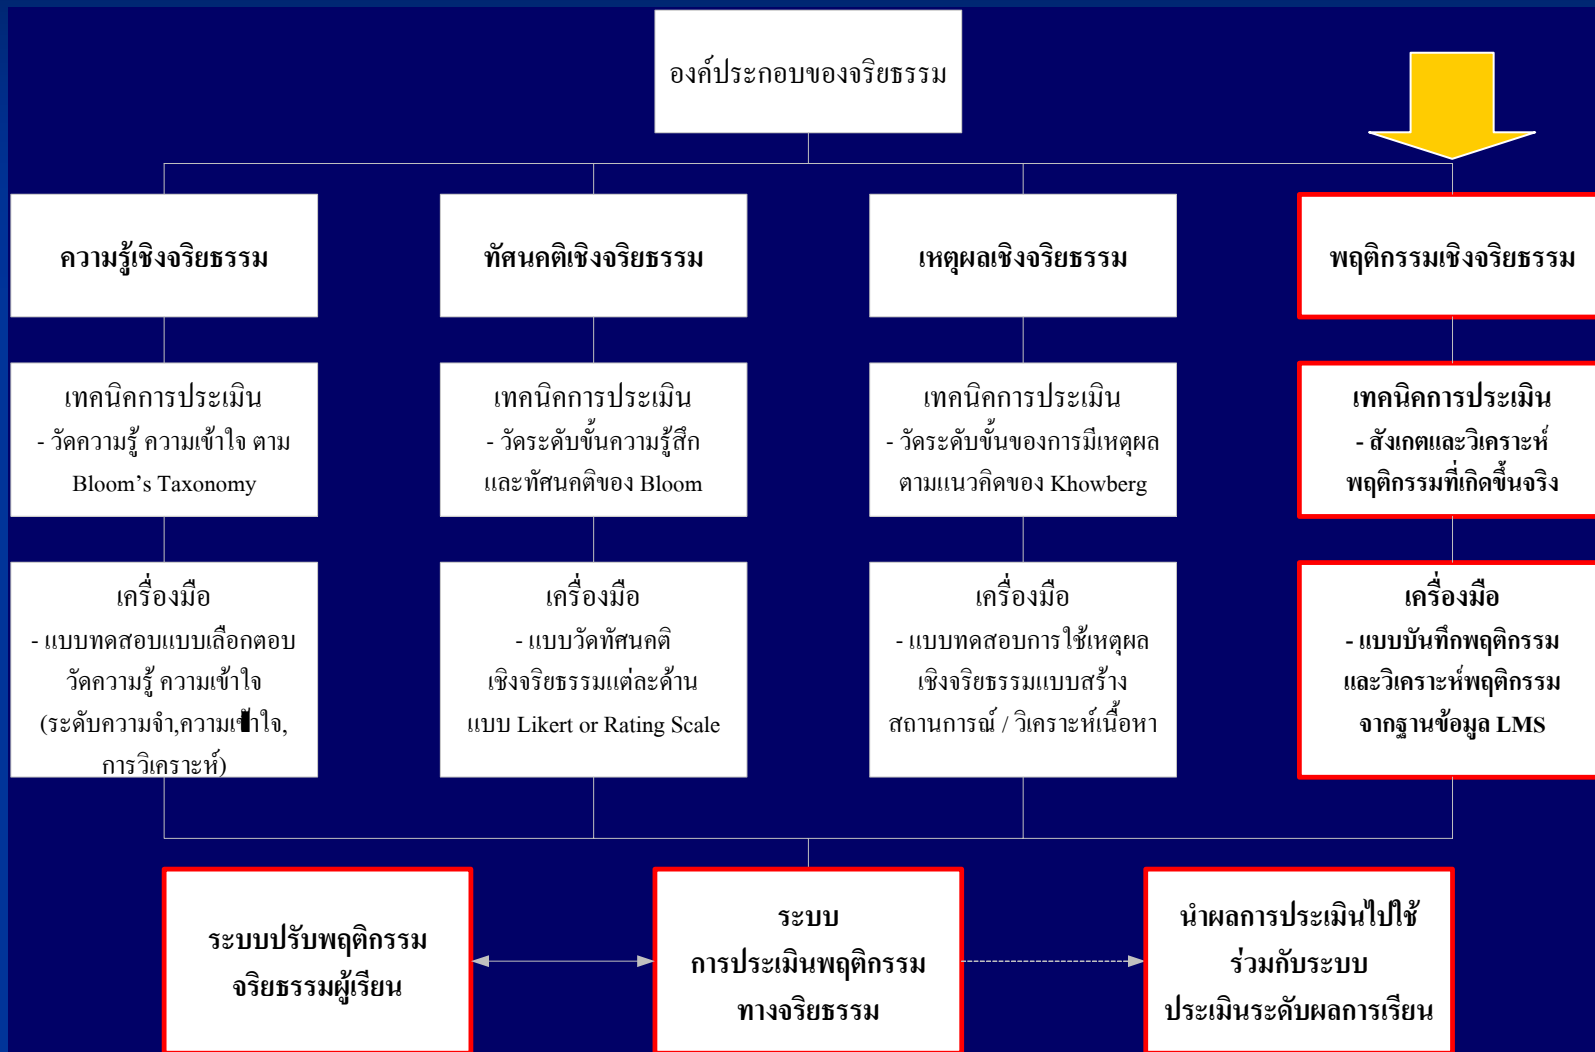 องค์ประกอบของจริยธรรม
ความรู้เชิงจริยธรรม
ทัศนคติเชิงจริยธรรม
เหตุผลเชิงจริยธรรม
พฤติกรรมเชิงจริยธรรม
เทคนิคการประเมิน
- วัดความรู้ ความเข้าใจ ตาม
Bloom’s Taxonomy
เทคนิคการประเมิน
- วัดระดับขั้นความรู้สึก
และทัศนคติของ Bloom
เทคนิคการประเมิน
- วัดระดับขั้นของการมีเหตุผล
ตามแนวคิดของ Khowberg
เทคนิคการประเมิน
- สังเกตและวิเคราะห์
พฤติกรรมที่เกิดขึ้นจริง
เครื่องมือ
- แบบทดสอบแบบเลือกตอบ
วัดความรู้ ความเข้าใจ
(ระดับความจำ,ความเข้าใจ,
การวิเคราะห์)
เครื่องมือ
- แบบวัดทัศนคติ
เชิงจริยธรรมแต่ละด้าน
แบบ Likert or Rating Scale
เครื่องมือ
- แบบทดสอบการใช้เหตุผล
เชิงจริยธรรมแบบสร้าง
สถานการณ์ / วิเคราะห์เนื้อหา
เครื่องมือ
- แบบบันทึกพฤติกรรม
และวิเคราะห์พฤติกรรม
จากฐานข้อมูล LMS
ระบบปรับพฤติกรรม
จริยธรรมผู้เรียน
ระบบ
การประเมินพฤติกรรม
ทางจริยธรรม
นำผลการประเมินไปใช้
ร่วมกับระบบ
ประเมินระดับผลการเรียน